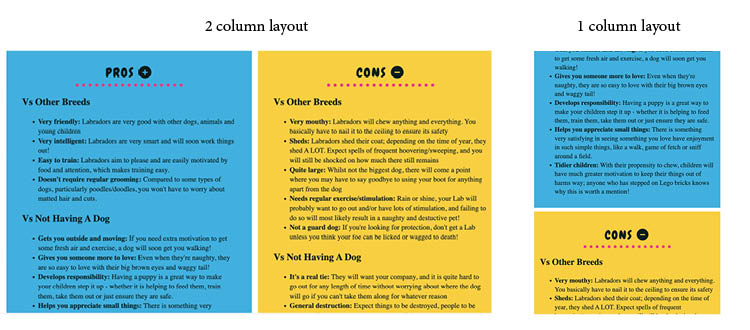 2 column layout
1 column layout
PROS
Vs Other Breeds
Very friendly: Labradors are very good with other dogs, animals and
young children
Very intelligent: Labradors are very smart and will soon work things
out!
Easy to train: Labradors aim to please and are easily motivated by
food and attention, which makes training easy.
Doesn't require regular grooming: Compared to some types of
dogs, particularly poodles/doodles, you won't have to worry about
matted hair and cuts.
Vs Not Having A Dog
Gets you outside and moving: If you need extra motivation to get
some fresh air and exercise, a dog will soon get you walking!
Gives you someone more to love: Even when they're naughty, they
are so easy to love with their big brown eyes and waggy tail!
Develops responsibility: Having a puppy is a great way to make
your children step it up - whether it is helping to feed them, train
them, take them out or just ensure they are safe.
Helps you appreciate small things: There is something very
CONS
Vs Other Breeds
Very mouthy: Labradors will chew anything and everything. You
basically have to nail it to the ceiling to ensure its safety
Sheds: Labradors shed their coat; depending on the time of year, they
shed A LOT. Expect spells of frequent hoovering/sweeping, and you
will still be shocked on how much there still remains
Quite large: Whilst not the biggest dog, there will come a point
where you may have to say goodbye to using your boot for anything
apart from the dog
Needs regular exercise/stimulation: Rain or shine, your Lab will
probably want to go out and/or have lots of stimulation, and failing to
do so will most likely result in a naughty and destructive pet!
Not a guard dog: If you're looking for protection, don't get a Lab
unless you think your foe can be licked or wagged to death!
Vs Not Having A Dog
It's a real tie: They will want your company, and it is quite hard to
go out for any length of time without worrying about where the dog
will go if you can't take them along for whatever reason
General destruction: Expect things to be destroyed, people to be
to get some fresh air and exercise, a dog will soon get you
walking!
Gives you someone more to love: Even when they're
naughty, they are so easy to love with their big brown eyes
and waggy tail!
Develops responsibility: Having a puppy is a great way to
make your children step it up - whether it is helping to feed
them, train them, take them out or just ensure they are safe.
Helps you appreciate small things: There is something
very satisfying in seeing something you love have enjoyment
in such simple things, like a walk, game of fetch or sniff
around a field.
Tidier children: With their propensity to chew, children will
have much greater motivation to keep their things out of
harms way; anyone who has stepped on Lego bricks knows
why this is worth a mention!
CONS
Vs Other Breeds
Very mouthy: Labradors will chew anything and everything.
You basically have to nail it to the ceiling to ensure its safety
Sheds: Labradors shed their coat; depending on the time of
year, they shed A LOT. Expect spells of frequent